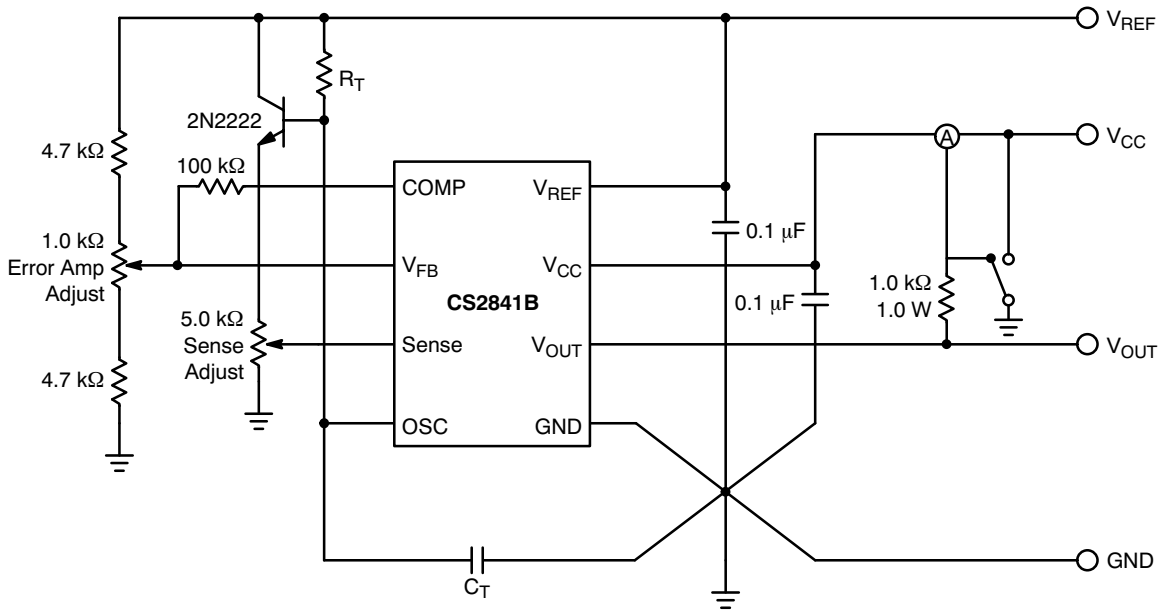 V_REF
R_T
2N2222
4.7 kΩ
100 kΩ
V_CC
COMP
V_REF
0.1 μF
1.0 kΩ
Error Amp
Adjust
V_FB
V_CC
CS2841B
A
0.1 μF
1.0 kΩ
1.0 W
5.0 kΩ
Sense
Adjust
Sense
V_OUT
V_OUT
4.7 kΩ
OSC
GND
C_T
GND